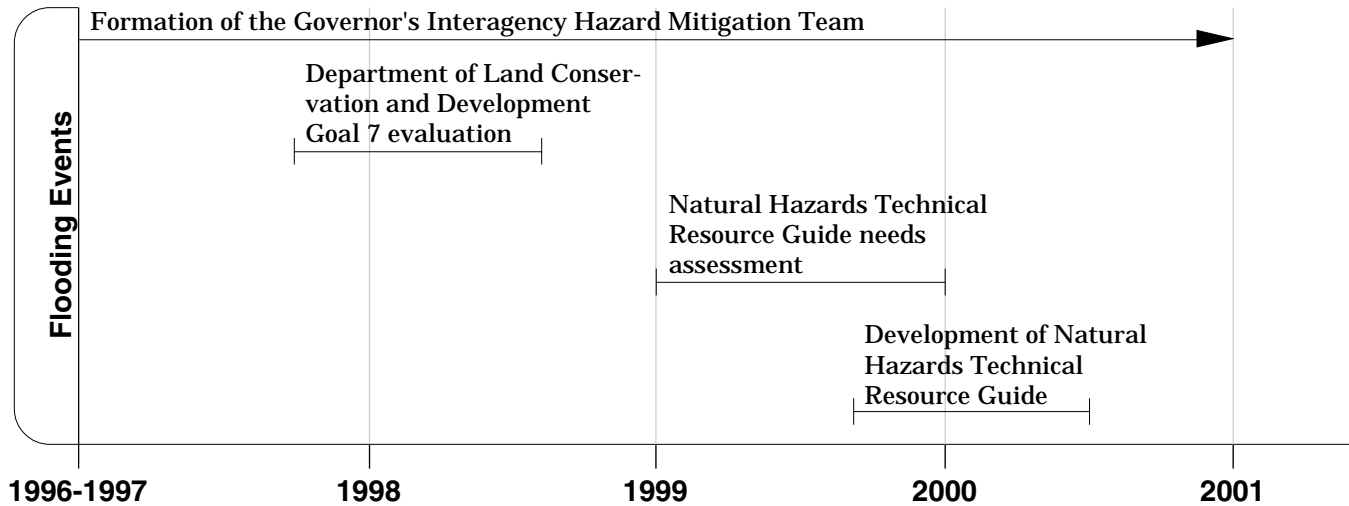 Formation of the Governor's Interagency Hazard Mitigation Team
Department of Land Conser-
vation and Development
Goal 7 evaluation
Flooding Events
Natural Hazards Technical
Resource Guide needs
assessment
Development of Natural
Hazards Technical
Resource Guide
1996-1997
1998
1999
2000
2001